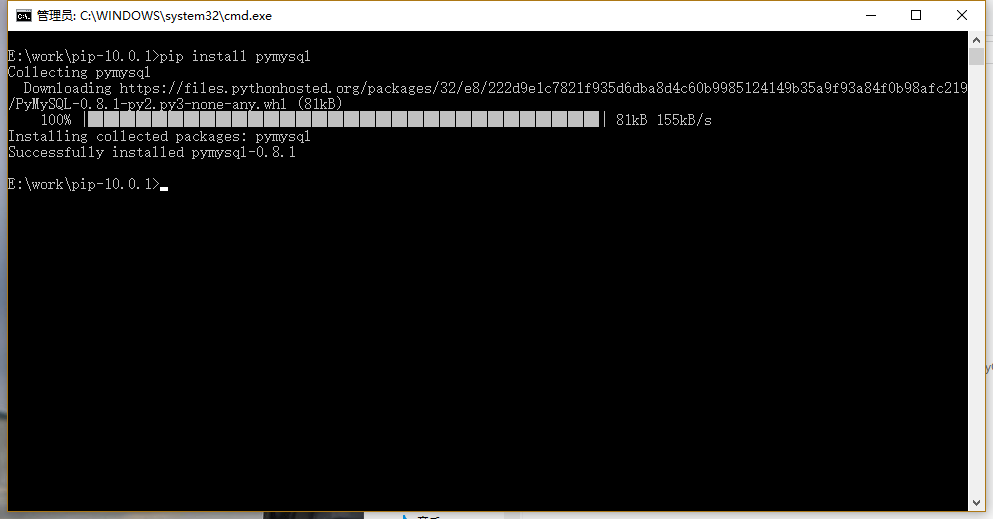 管理员: C:\WINDOWS\system32\cmd.exe
E:\work\pip-10.0.1>pip install pymysql
Collecting pymysql
Downloading https://files.pythonhosted.org/packages/32/e8/222d9e1c7821f935d6dba8d4c60b9985124149b35a9f93a84f0b98afc219
/PyMySQL-0.8.1-py2.py3-none-any.whl (81kB)
100% || 81kB 155kB/s
Installing collected packages: pymysql
Successfully installed pymysql-0.8.1
E:\work\pip-10.0.1>